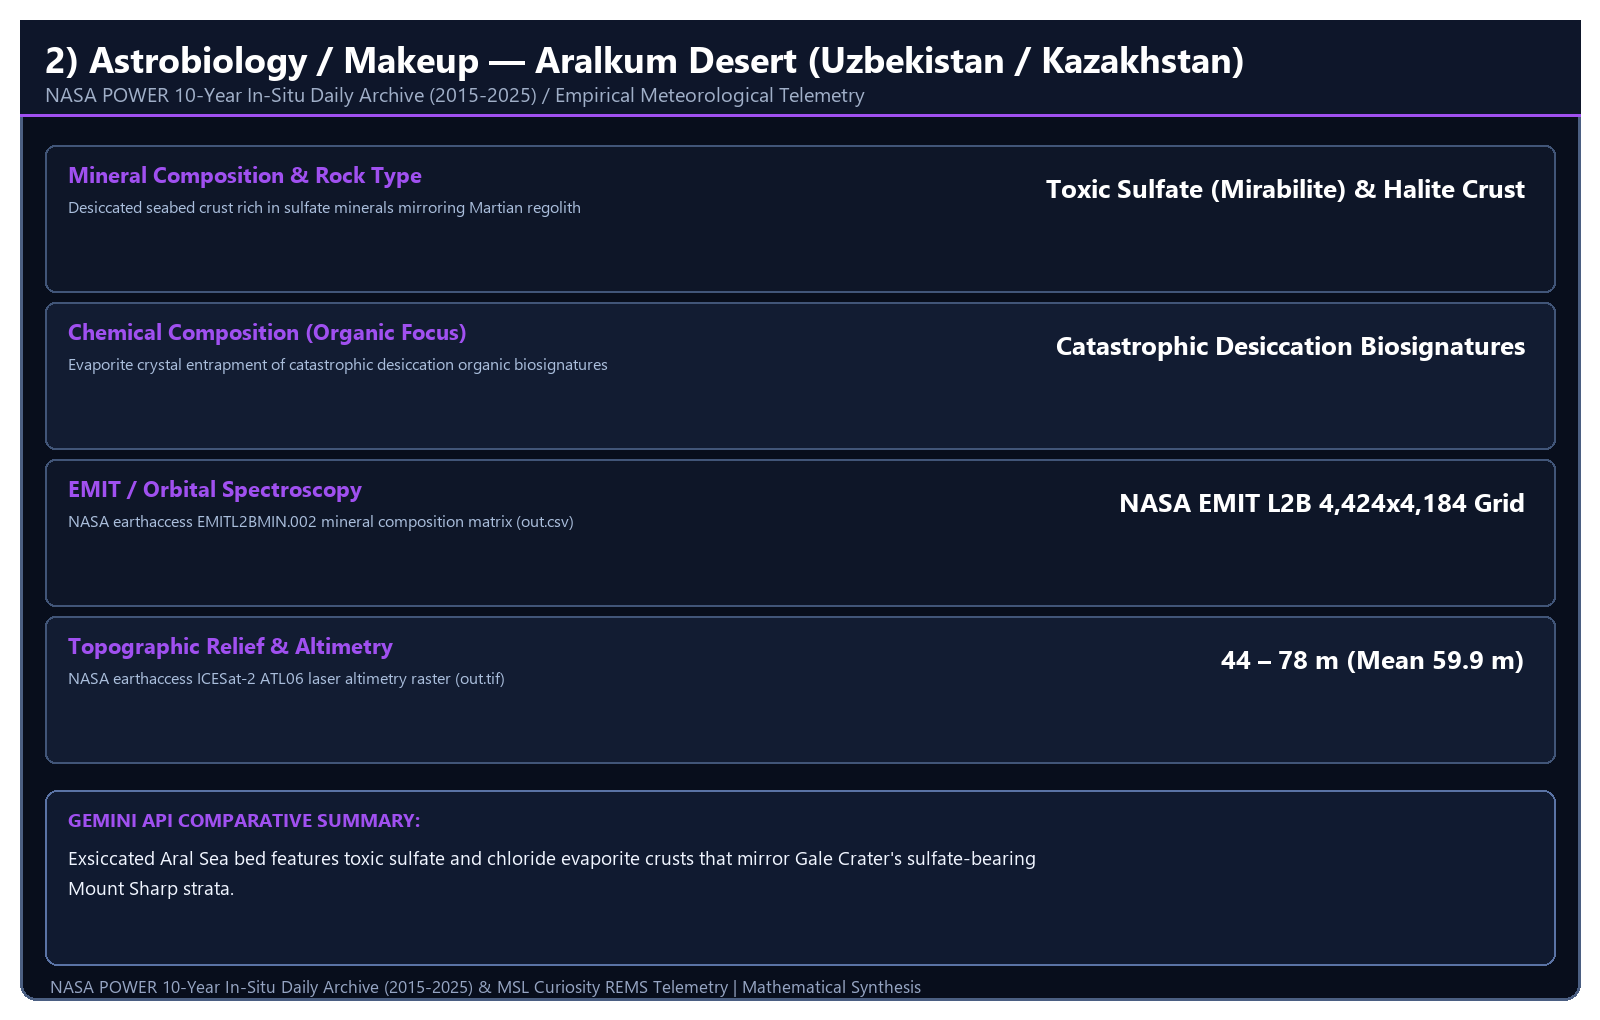 2) Astrobiology / Makeup — Aralkum Desert (Uzbekistan / Kazakhstan)
NASA POWER 10-Year In-Situ Daily Archive (2015-2025) / Empirical Meteorological Telemetry
Mineral Composition & Rock Type
Toxic Sulfate (Mirabilite) & Halite Crust
Desiccated seabed crust rich in sulfate minerals mirroring Martian regolith
Chemical Composition (Organic Focus)
Catastrophic Desiccation Biosignatures
Evaporite crystal entrapment of catastrophic desiccation organic biosignatures
EMIT / Orbital Spectroscopy
NASA EMIT L2B 4,424x4,184 Grid
NASA earthaccess EMITL2BMIN.002 mineral composition matrix (out.csv)
Topographic Relief & Altimetry
44 – 78 m (Mean 59.9 m)
NASA earthaccess ICESat-2 ATL06 laser altimetry raster (out.tif)
GEMINI API COMPARATIVE SUMMARY:
Exsiccated Aral Sea bed features toxic sulfate and chloride evaporite crusts that mirror Gale Crater's sulfate-bearing
Mount Sharp strata.
NASA POWER 10-Year In-Situ Daily Archive (2015-2025) & MSL Curiosity REMS Telemetry | Mathematical Synthesis